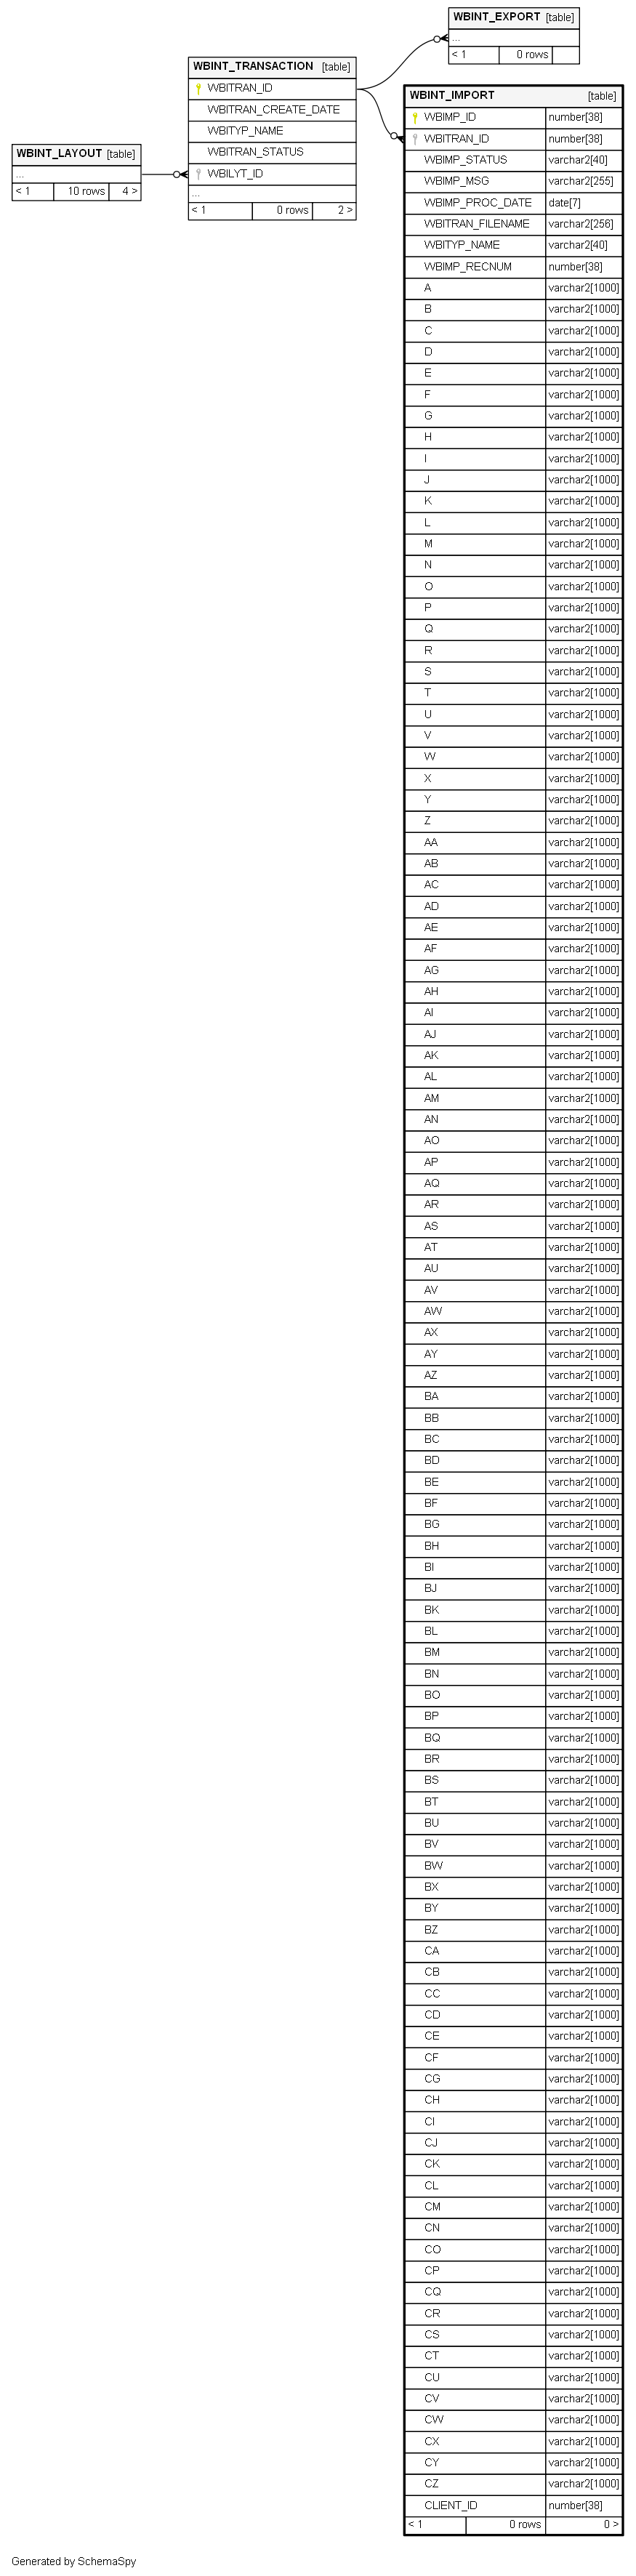 WBINT_EXPORT [table]
...
< 1 0 rows
WBINT_TRANSACTION [table]
WBITRAN_ID
WBITRAN_CREATE_DATE
WBITYP_NAME
WBITRAN_STATUS
WBILYT_ID
...
< 1 0 rows 2 >
WBINT_LAYOUT [table]
...
< 1 10 rows 4 >
WBINT_IMPORT [table]
WBIMP_ID number[38]
WBITRAN_ID number[38]
WBIMP_STATUS varchar2[40]
WBIMP_MSG varchar2[255]
WBIMP_PROC_DATE date[7]
WBITRAN_FILENAME varchar2[256]
WBITYP_NAME varchar2[40]
WBIMP_RECNUM number[38]
A varchar2[1000]
B varchar2[1000]
C varchar2[1000]
D varchar2[1000]
E varchar2[1000]
F varchar2[1000]
G varchar2[1000]
H varchar2[1000]
I varchar2[1000]
J varchar2[1000]
K varchar2[1000]
L varchar2[1000]
M varchar2[1000]
N varchar2[1000]
O varchar2[1000]
P varchar2[1000]
Q varchar2[1000]
R varchar2[1000]
S varchar2[1000]
T varchar2[1000]
U varchar2[1000]
V varchar2[1000]
W varchar2[1000]
X varchar2[1000]
Y varchar2[1000]
Z varchar2[1000]
AA varchar2[1000]
AB varchar2[1000]
AC varchar2[1000]
AD varchar2[1000]
AE varchar2[1000]
AF varchar2[1000]
AG varchar2[1000]
AH varchar2[1000]
AI varchar2[1000]
AJ varchar2[1000]
AK varchar2[1000]
AL varchar2[1000]
AM varchar2[1000]
AN varchar2[1000]
AO varchar2[1000]
AP varchar2[1000]
AQ varchar2[1000]
AR varchar2[1000]
AS varchar2[1000]
AT varchar2[1000]
AU varchar2[1000]
AV varchar2[1000]
AW varchar2[1000]
AX varchar2[1000]
AY varchar2[1000]
AZ varchar2[1000]
BA varchar2[1000]
BB varchar2[1000]
BC varchar2[1000]
BD varchar2[1000]
BE varchar2[1000]
BF varchar2[1000]
BG varchar2[1000]
BH varchar2[1000]
BI varchar2[1000]
BJ varchar2[1000]
BK varchar2[1000]
BL varchar2[1000]
BM varchar2[1000]
BN varchar2[1000]
BO varchar2[1000]
BP varchar2[1000]
BQ varchar2[1000]
BR varchar2[1000]
BS varchar2[1000]
BT varchar2[1000]
BU varchar2[1000]
BV varchar2[1000]
BW varchar2[1000]
BX varchar2[1000]
BY varchar2[1000]
BZ varchar2[1000]
CA varchar2[1000]
CB varchar2[1000]
CC varchar2[1000]
CD varchar2[1000]
CE varchar2[1000]
CF varchar2[1000]
CG varchar2[1000]
CH varchar2[1000]
CI varchar2[1000]
CJ varchar2[1000]
CK varchar2[1000]
CL varchar2[1000]
CM varchar2[1000]
CN varchar2[1000]
CO varchar2[1000]
CP varchar2[1000]
CQ varchar2[1000]
CR varchar2[1000]
CS varchar2[1000]
CT varchar2[1000]
CU varchar2[1000]
CV varchar2[1000]
CW varchar2[1000]
CX varchar2[1000]
CY varchar2[1000]
CZ varchar2[1000]
CLIENT_ID number[38]
< 1 0 rows 0 >
Generated by SchemaSpy